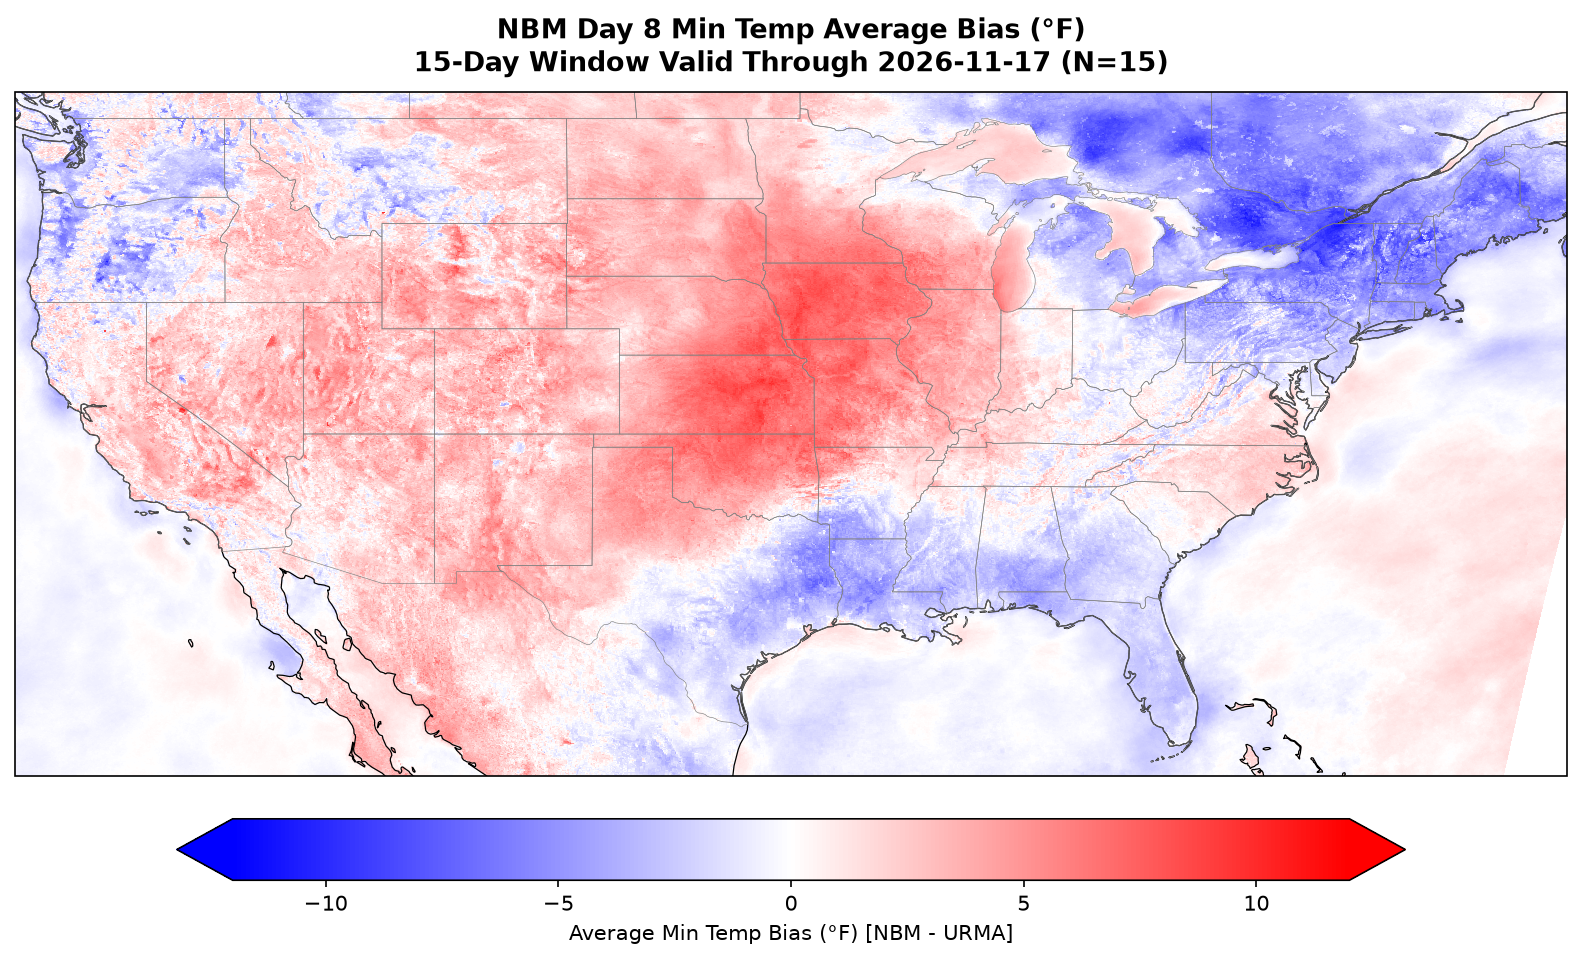 NBM Day 8 Min Temp Average Bias (°F)
15-Day Window Valid Through 2026-11-17 (N=15)
−10 −5 0 5 10
Average Min Temp Bias (°F) [NBM - URMA]